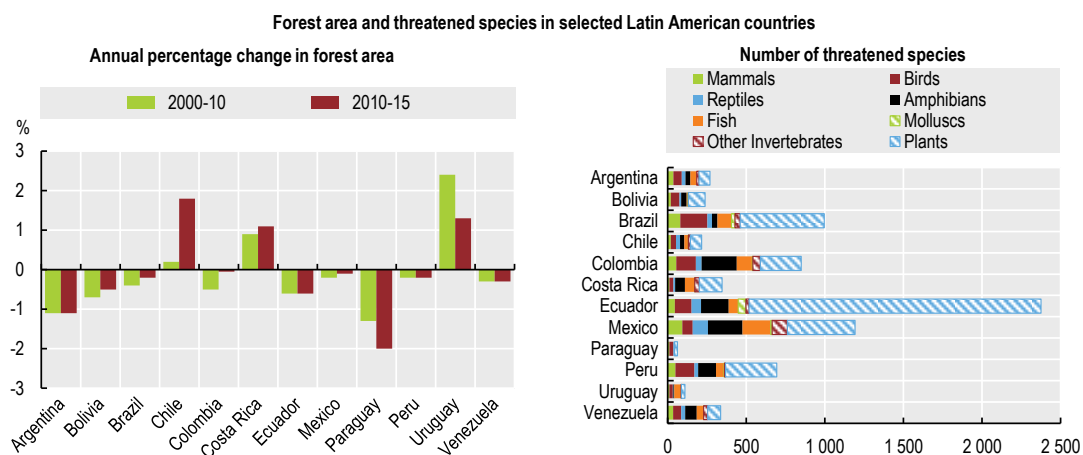 Forest area and threatened species in selected Latin American countries
Annual percentage change in forest area
2000-10
2010-15
%
3
2
1
0
-1
-2
-3
Argentina
Bolivia
Brazil
Chile
Colombia
Costa Rica
Ecuador
Mexico
Paraguay
Peru
Uruguay
Venezuela
Number of threatened species
Mammals
Birds
Reptiles
Amphibians
Fish
Molluscs
Other Invertebrates
Plants
Argentina
Bolivia
Brazil
Chile
Colombia
Costa Rica
Ecuador
Mexico
Paraguay
Peru
Uruguay
Venezuela
0 500 1 000 1 500 2 000 2 500